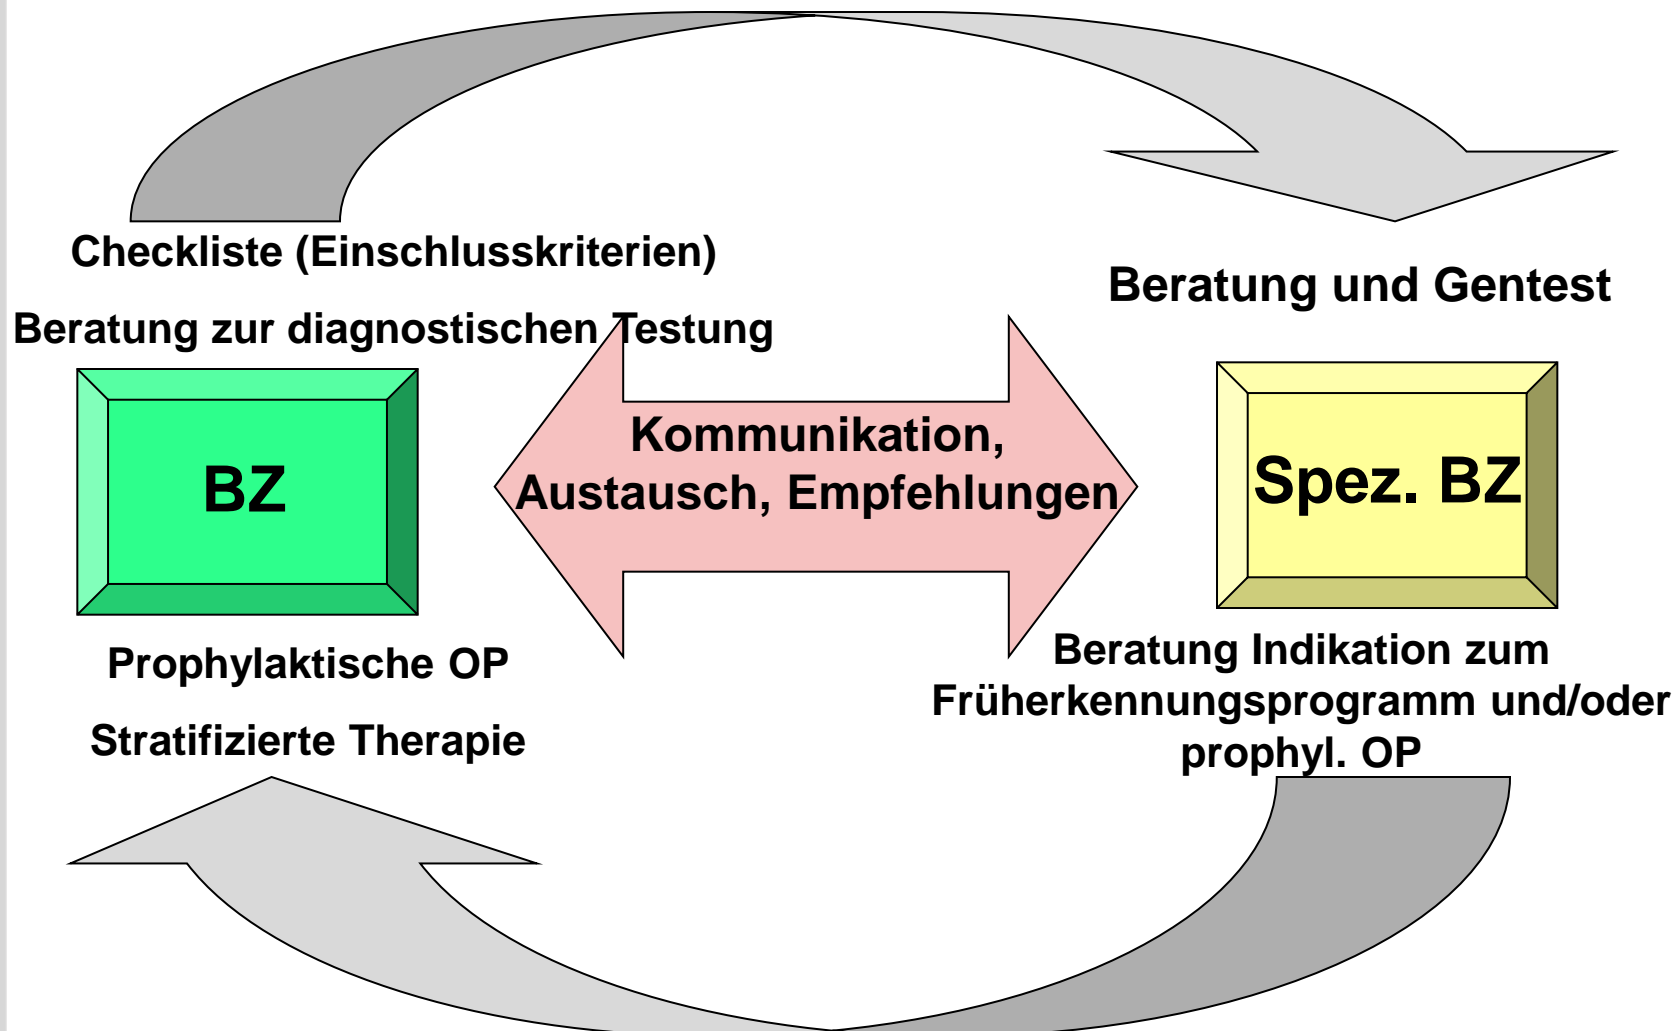 Checkliste (Einschlusskriterien)
Beratung zur diagnostischen Testung
BZ
Prophylaktische OP
Stratifizierte Therapie
Kommunikation,
Austausch, Empfehlungen
Beratung und Gentest
Spez. BZ
Beratung Indikation zum
Früherkennungsprogramm und/oder
prophyl. OP